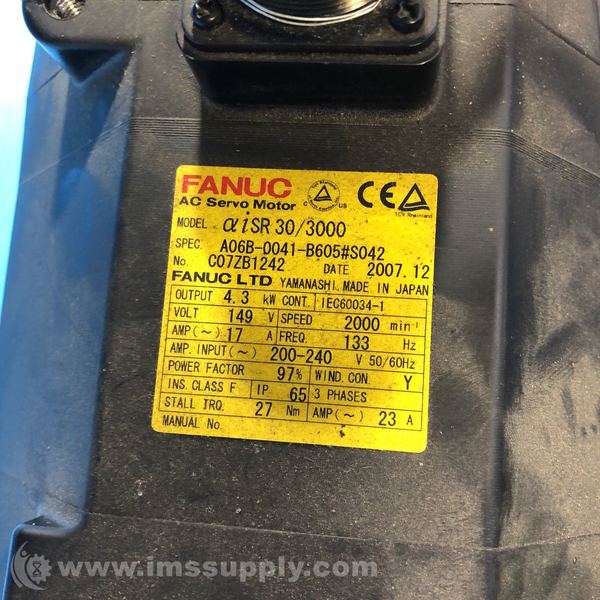 FANUC
AC Servo Motor
C US
CE
TÜV Rheinland
MODEL αiSR 30/3000
SPEC. A06B-0041-B605#S042
No. C07ZB1242 DATE 2007.12
FANUC LTD YAMANASHI, MADE IN JAPAN
OUTPUT 4.3 kW CONT. IEC60034-1
VOLT 149 V SPEED 2000 min-1
AMP(~) 17 A FREQ. 133 Hz
AMP. INPUT(~) 200-240 V 50/60Hz
POWER FACTOR 97% WIND. CON. Y
INS. CLASS F IP 65 3 PHASES
STALL TRQ. 27 Nm AMP(~) 23 A
MANUAL No.
www.imssupply.com